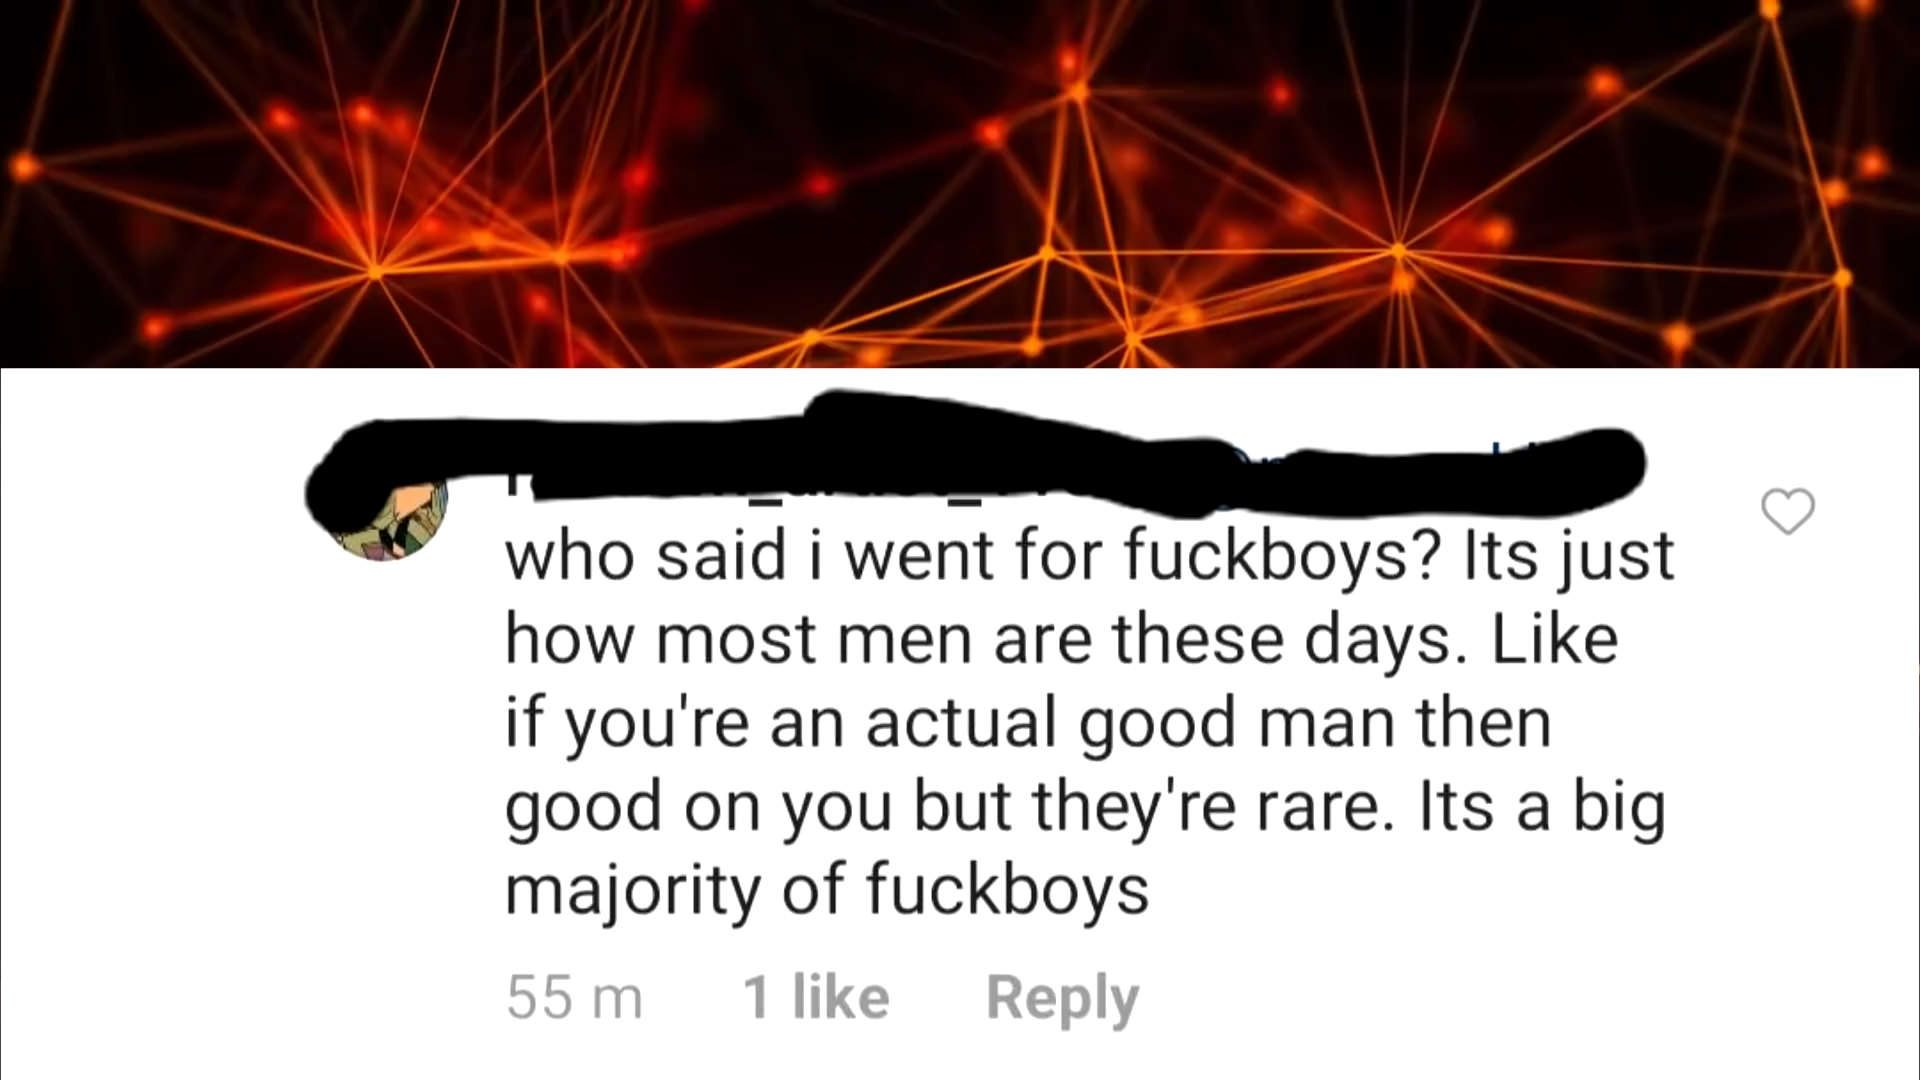 who said i went for fuckboys? Its just
how most men are these days. Like
if you're an actual good man then
good on you but they're rare. Its a big
majority of fuckboys
55 m 1 like Reply